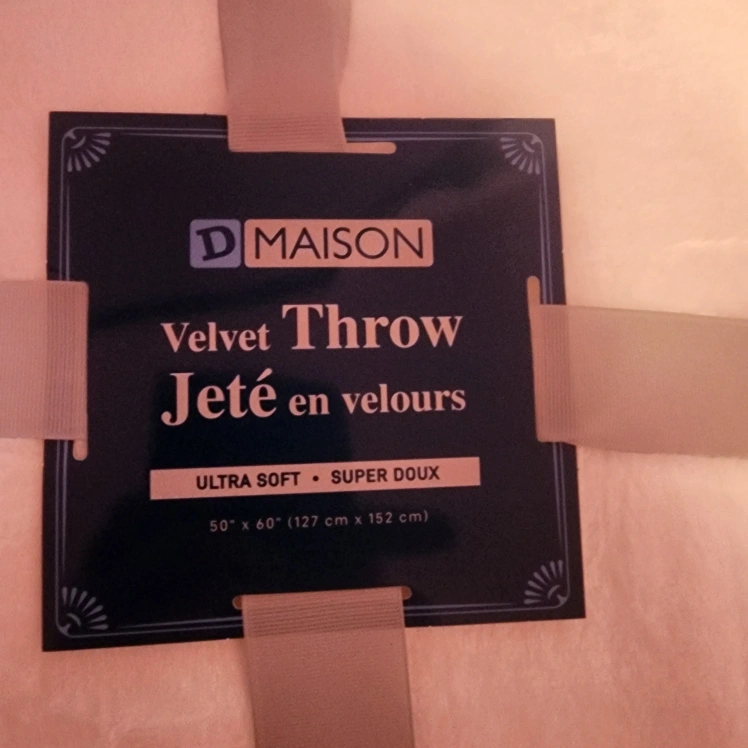 D MAISON
Velvet Throw
Jeté en velours
ULTRA SOFT • SUPER DOUX
50" x 60" (127 cm x 152 cm)